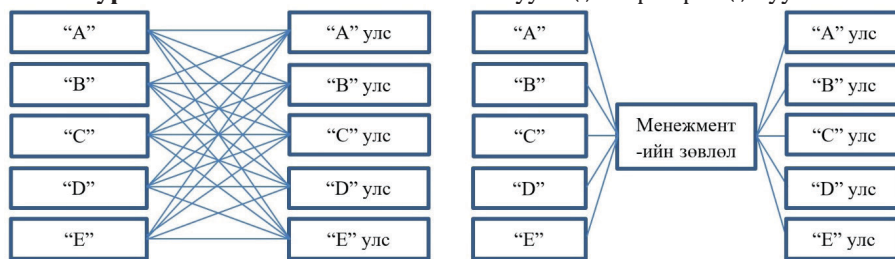 "A"
"A" улс
"B"
"B" улс
"C"
"C" улс
"D"
"D" улс
"E"
"E" улс
"A"
"A" улс
"B"
"B" улс
"C"
Менежмент
-ийн зөвлөл
"C" улс
"D"
"D" улс
"E"
"E" улс